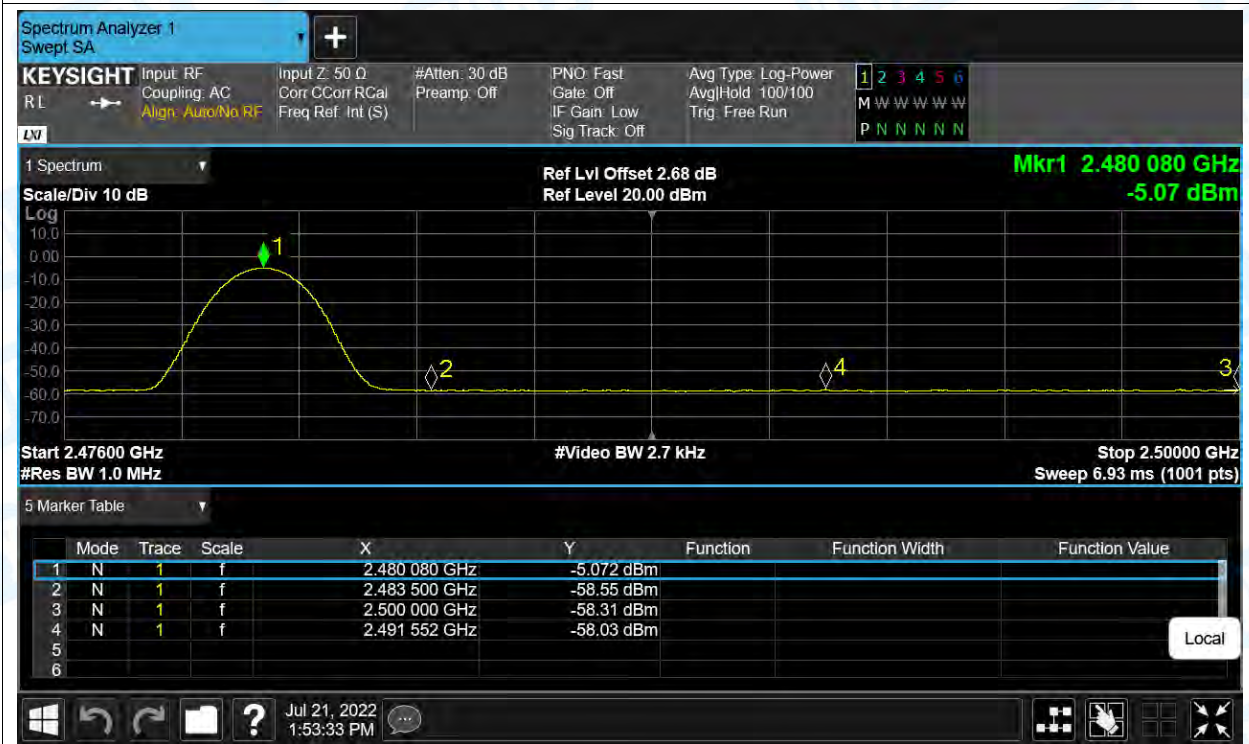 Spectrum Analyzer 1
Swept SA
KEYSIGHT
RL
LXI
Input: RF
Coupling: AC
Align: Auto/No RF
Input Z: 50 Ω
Corr CCorr RCal
Freq Ref: Int (S)
#Atten: 30 dB
Preamp: Off
PNO: Fast
Gate: Off
IF Gain: Low
Sig Track: Off
Avg Type: Log-Power
Avg|Hold: 100/100
Trig: Free Run
1 2 3 4 5 6
M W W W W W
P N N N N N
1 Spectrum
Scale/Div 10 dB
Ref Lvl Offset 2.68 dB
Ref Level 20.00 dBm
Mkr1 2.480 080 GHz
-5.07 dBm
Log
10.0
0.00
-10.0
-20.0
-30.0
-40.0
-50.0
-60.0
-70.0
1
2
4
3
Start 2.47600 GHz
#Res BW 1.0 MHz
#Video BW 2.7 kHz
Stop 2.50000 GHz
Sweep 6.93 ms (1001 pts)
5 Marker Table
Mode Trace Scale X Y Function Function Width Function Value
1 N 1 f 2.480 080 GHz -5.072 dBm
2 N 1 f 2.483 500 GHz -58.55 dBm
3 N 1 f 2.500 000 GHz -58.31 dBm
4 N 1 f 2.491 552 GHz -58.03 dBm
5
6
Local
?
Jul 21, 2022
1:53:33 PM